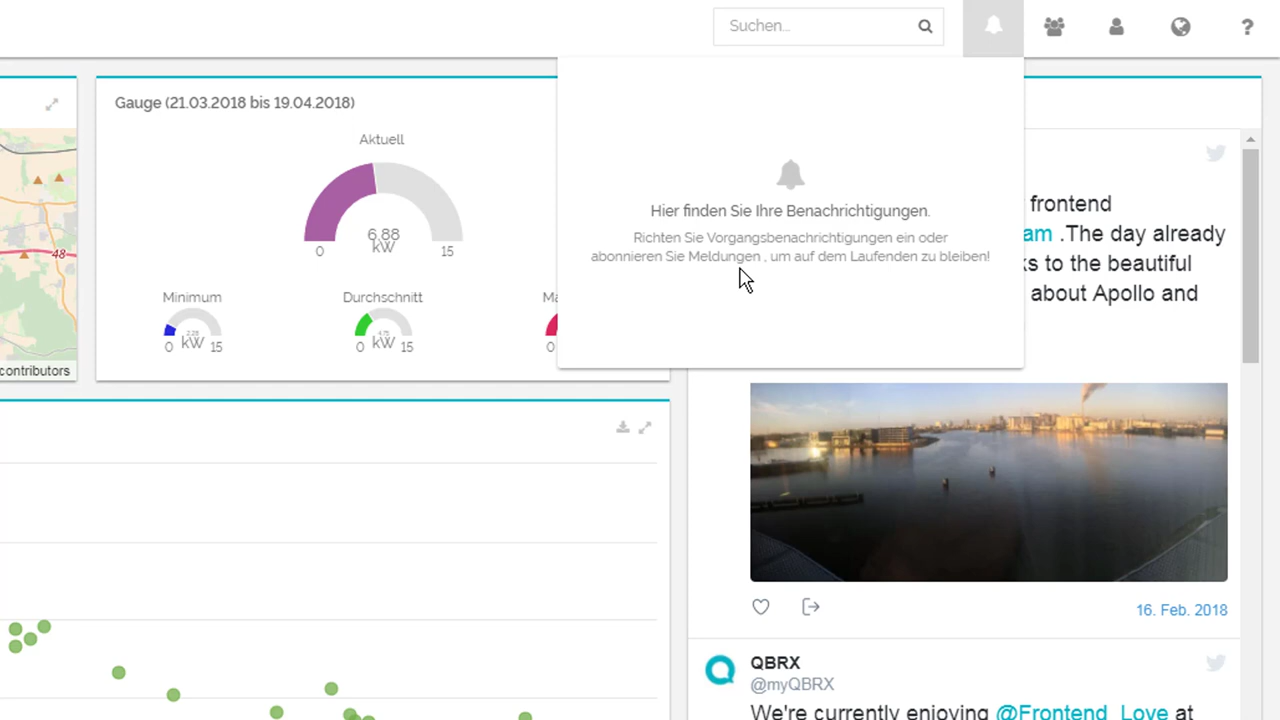 Suchen...
Gauge (21.03.2018 bis 19.04.2018)
Aktuell
6,88
kW
0
15
Minimum
Durchschnitt
kW
0
15
kW
0
15
0
48
contributors
Hier finden Sie Ihre Benachrichtigungen.
Richten Sie Vorgangsbenachrichtigungen ein oder
abonnieren Sie Meldungen , um auf dem Laufenden zu bleiben!
frontend
am .The day already
ks to the beautiful
about Apollo and
16. Feb. 2018
QBRX
@myQBRX
We're currently enjoying @Frontend_Love at